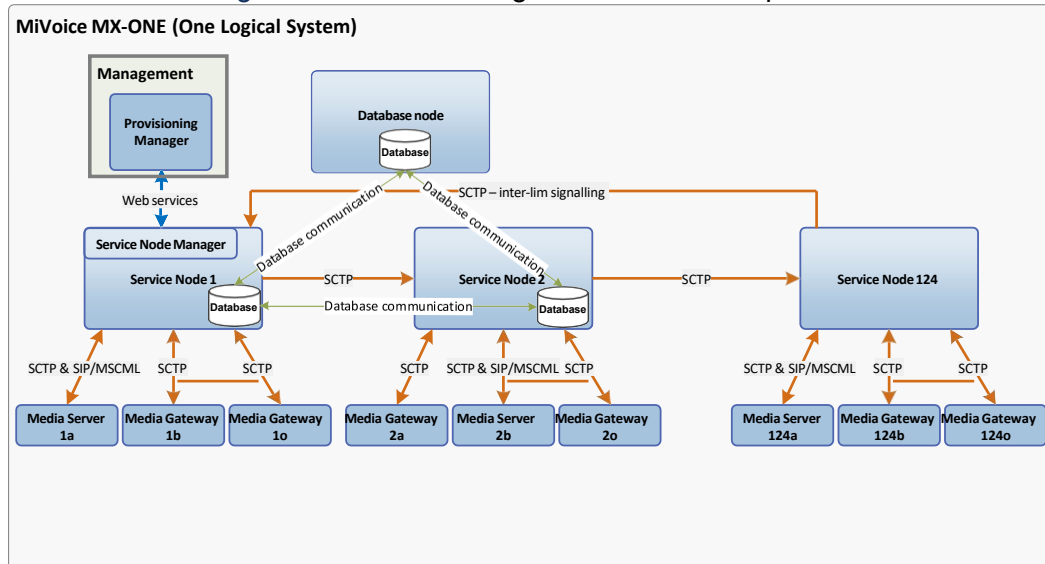 MiVoice MX-ONE (One Logical System)
Management
Provisioning
Manager
Database node
Database
Web services
SCTP – inter-lim signalling
Database communication
Database communication
Service Node Manager
Service Node 1
Database
SCTP
Service Node 2
Database
SCTP
Service Node 124
Database communication
SCTP & SIP/MSCML
SCTP
SCTP
SCTP
SCTP & SIP/MSCML
SCTP
SCTP & SIP/MSCML
SCTP
SCTP
Media Server
1a
Media Gateway
1b
Media Gateway
1o
Media Gateway
2a
Media Server
2b
Media Gateway
2o
Media Server
124a
Media Gateway
124b
Media Gateway
124o